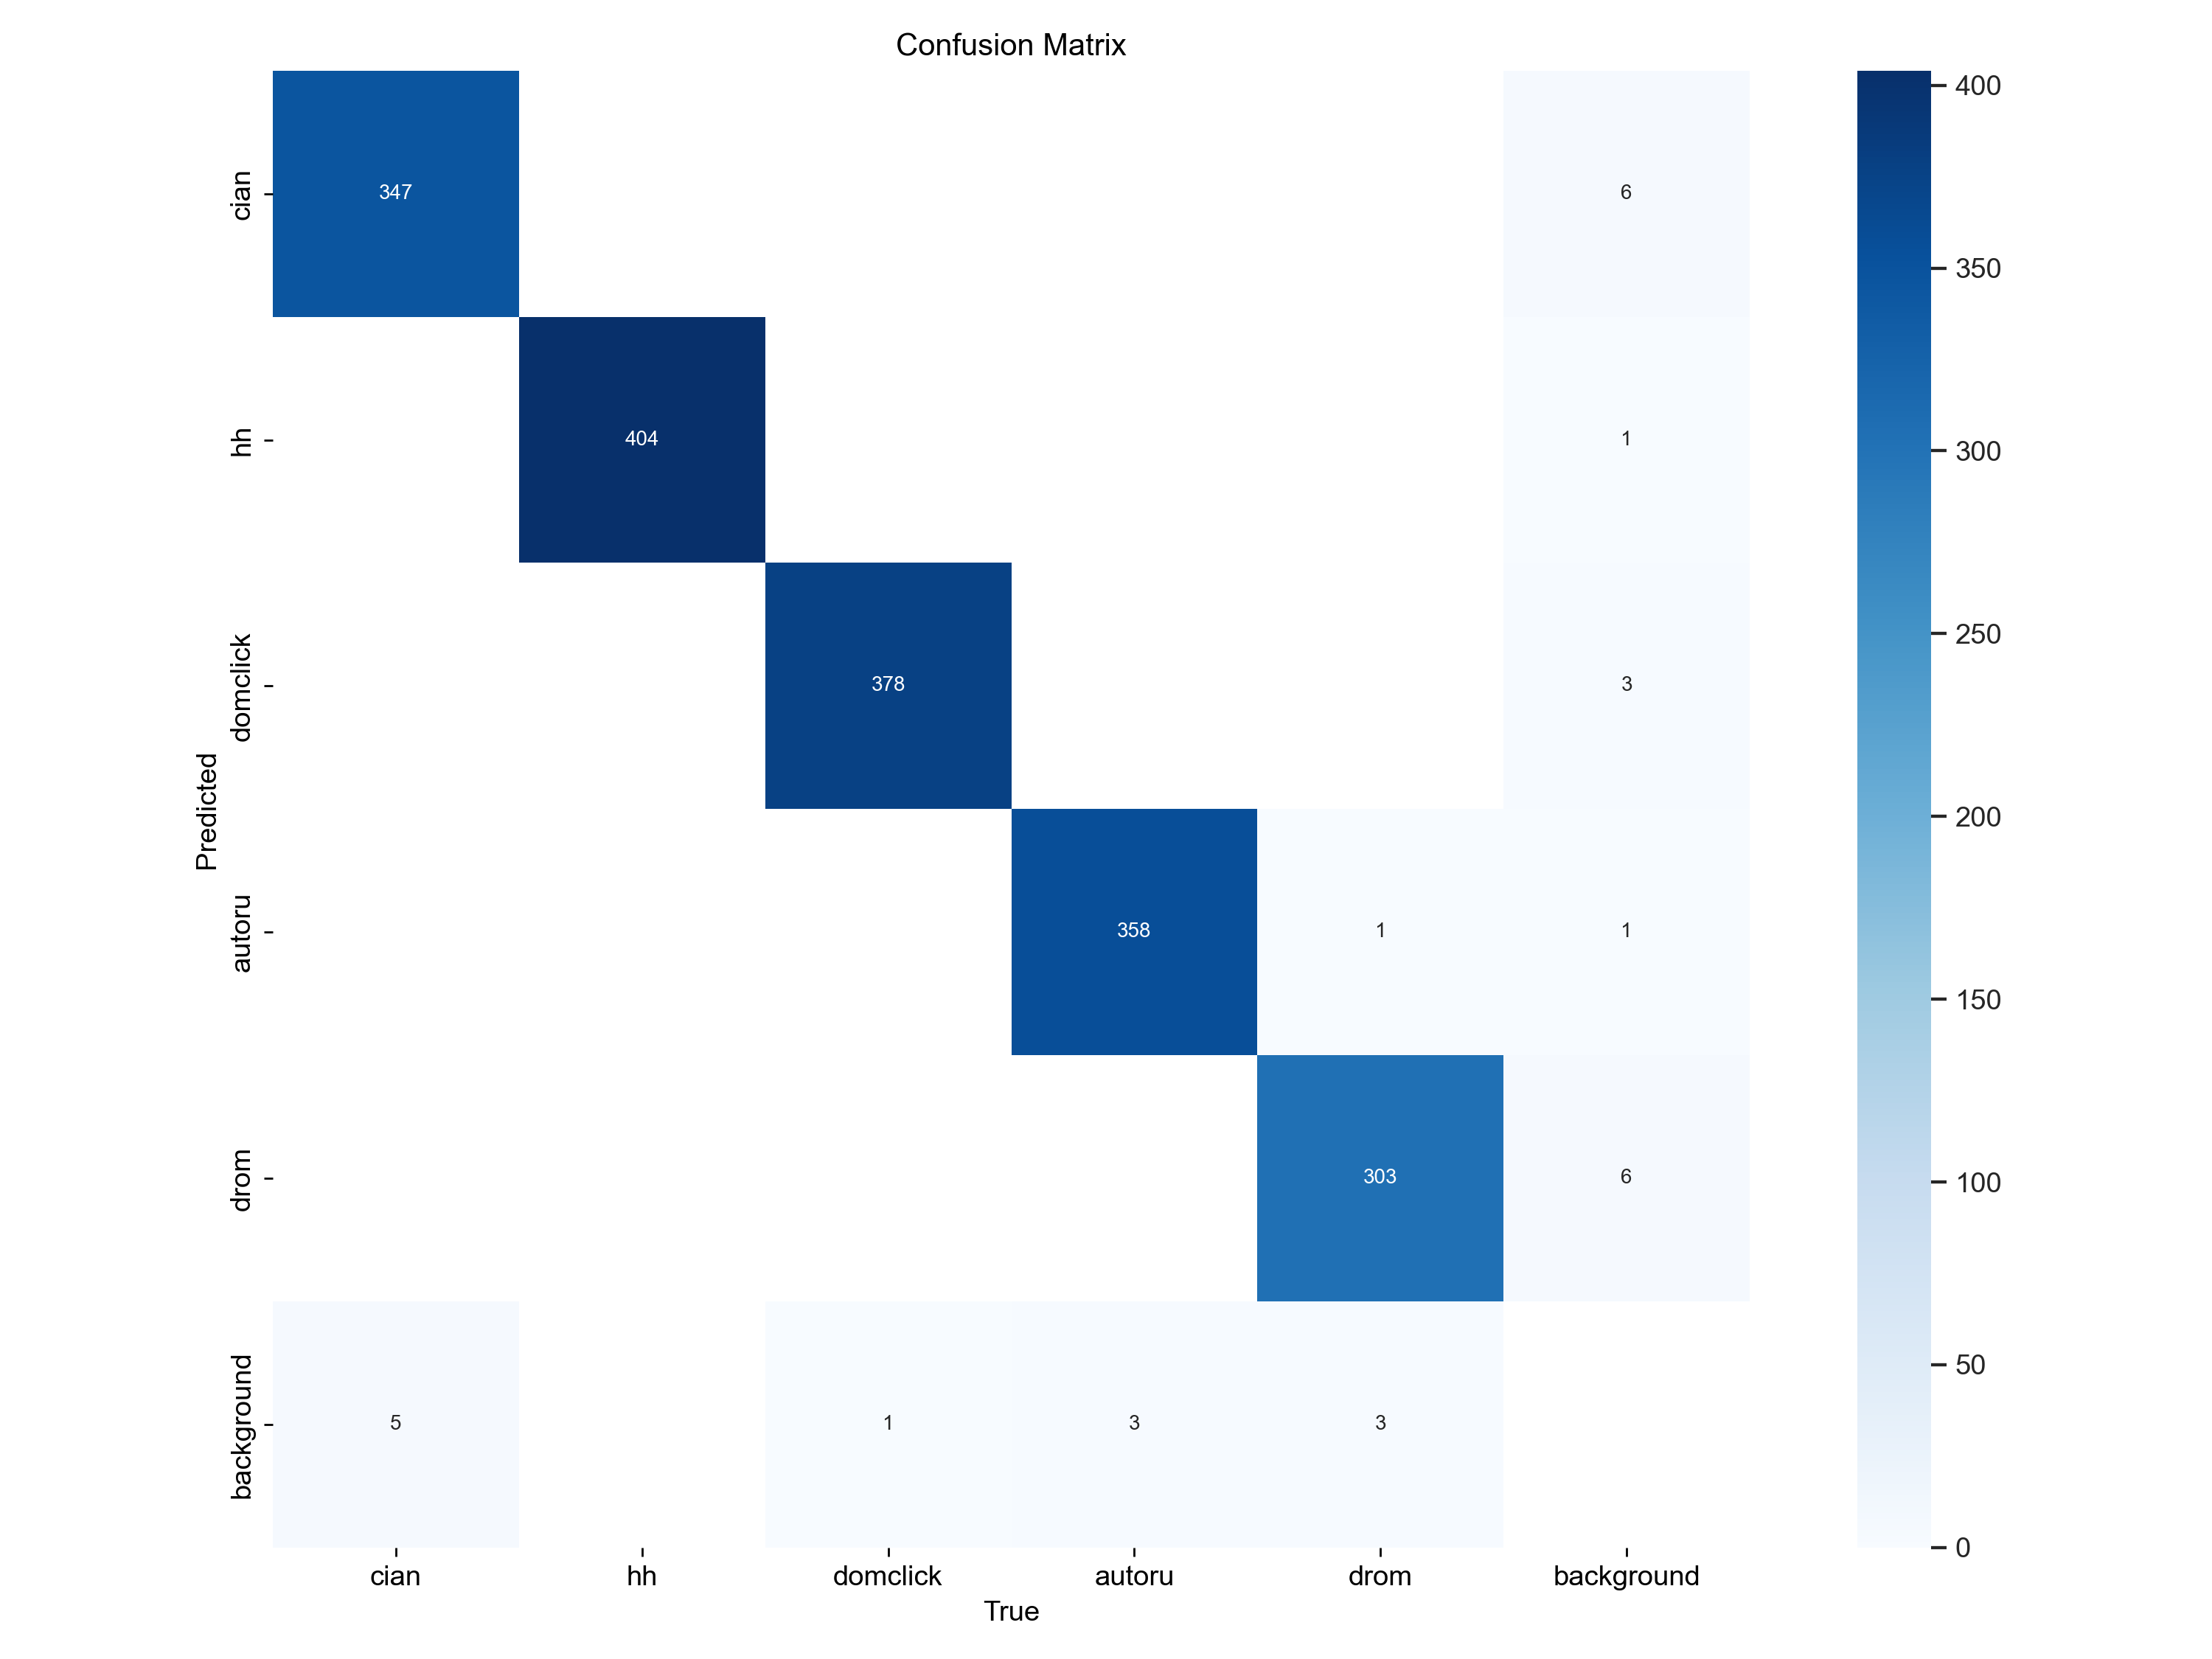 Confusion Matrix
cian 347 6
hh 404 1
domclick 378 3
autoru 358 1 1
drom 303 6
background 5 1 3 3
cian hh domclick autoru drom background
True
Predicted
400
350
300
250
200
150
100
50
0